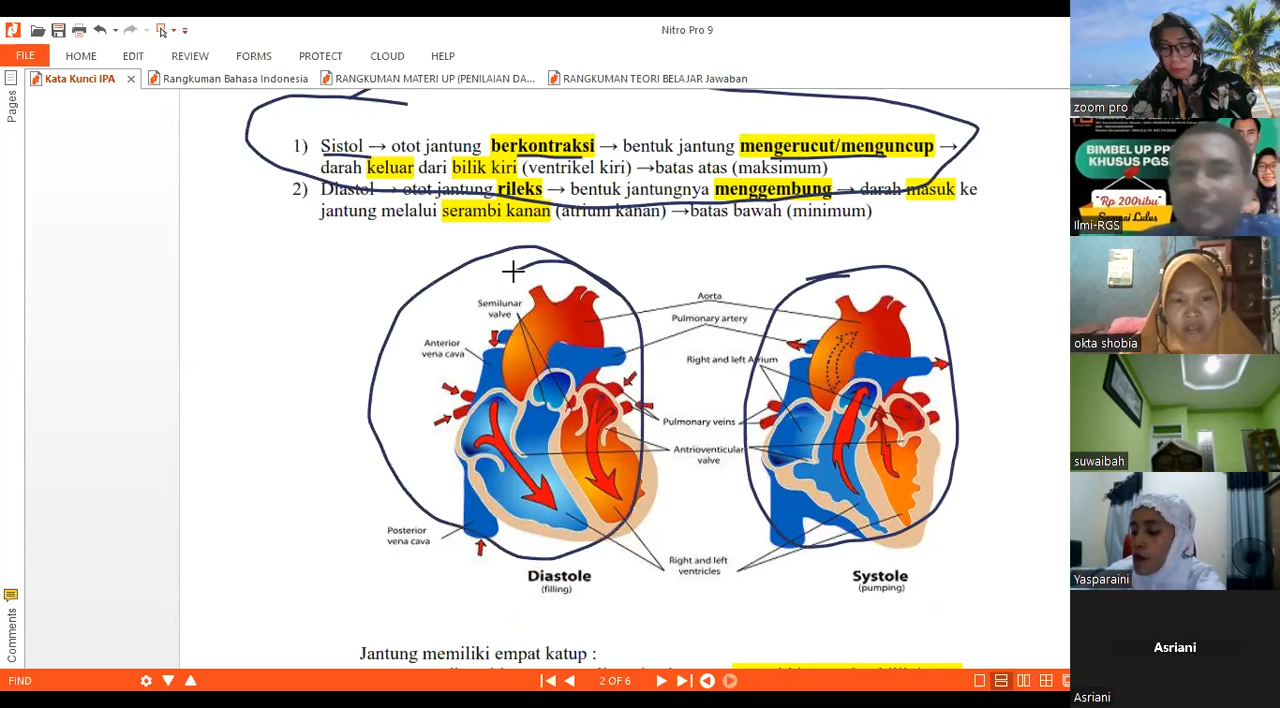 Nitro Pro 9
FILE HOME EDIT REVIEW FORMS PROTECT CLOUD HELP
Kata Kunci IPA
Rangkuman Bahasa Indonesia
RANGKUMAN MATERI UP (PENILAIAN DA...
RANGKUMAN TEORI BELAJAR Jawaban
Pages
1) Sistol → otot jantung berkontraksi → bentuk jantung mengerucut/menguncup →
darah keluar dari bilik kiri (ventrikel kiri) →batas atas (maksimum)
2) Diastol → otot jantung rileks → bentuk jantungnya menggembung → darah masuk ke
jantung melalui serambi kanan (atrium kanan) →batas bawah (minimum)
Semilunar
valve
Anterior
vena cava
Posterior
vena cava
Aorta
Pulmonary artery
Right and left Atrium
Pulmonary veins
Antrioventicular
valve
Right and left
ventricles
Diastole
(filling)
Systole
(pumping)
Jantung memiliki empat katup :
Comments
FIND
2 OF 6
zoom pro
BIMBEL UP PP
KHUSUS PGS
Rp 200ribu
Sampai Lulus
Ilmi-RGS
okta shobia
suwaibah
Yasparaini
Asriani
Asriani